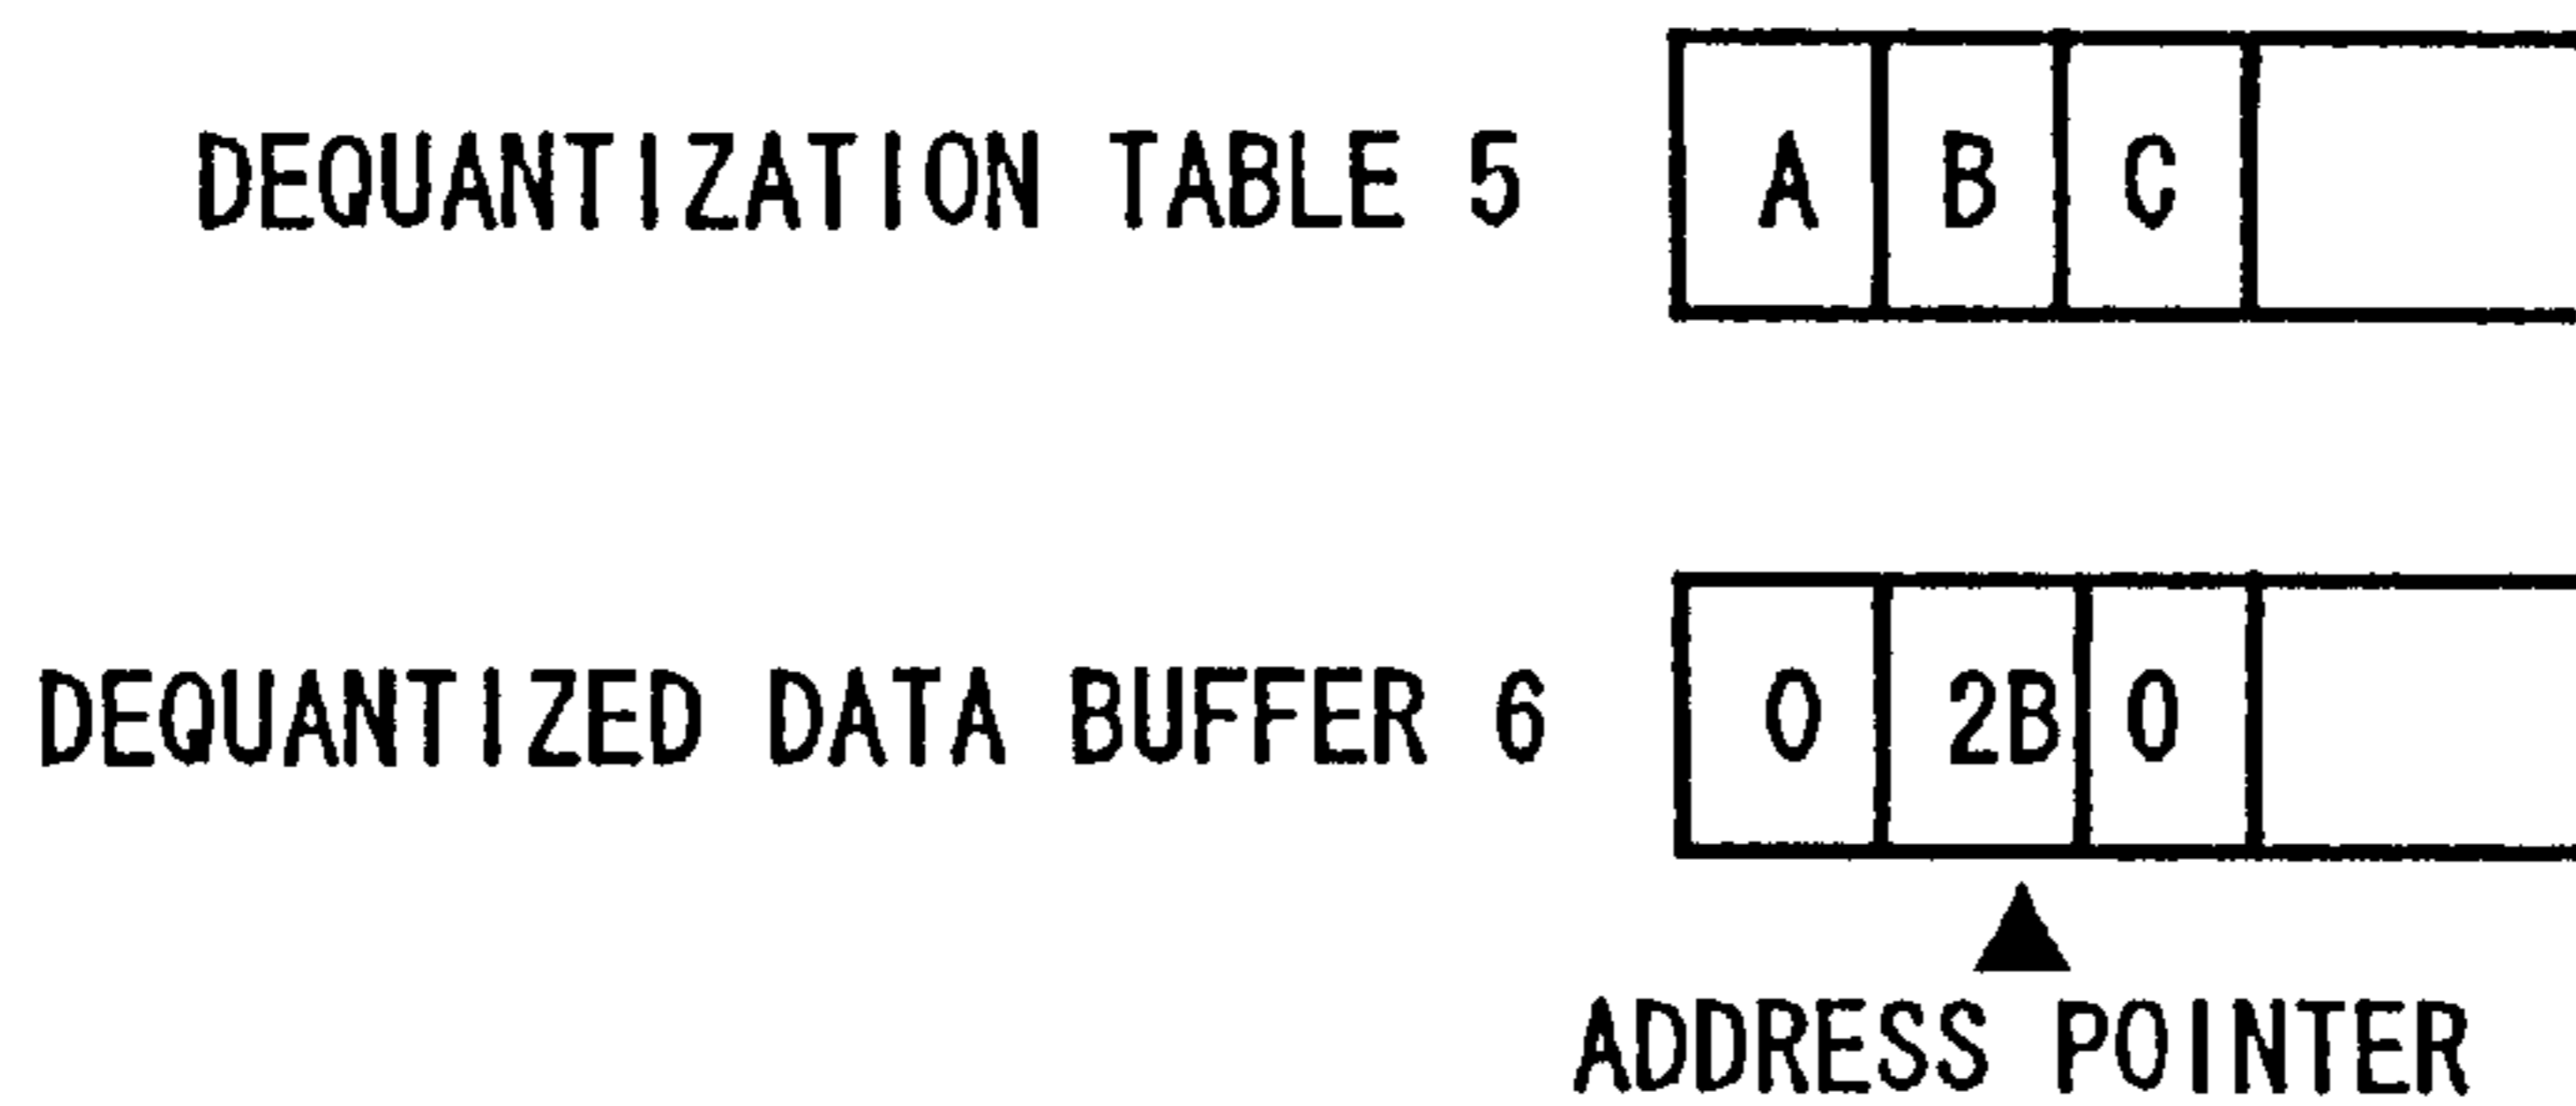 DEQUANTIZATION TABLE 5 A B C
DEQUANTIZED DATA BUFFER 6 0 2B 0
ADDRESS POINTER